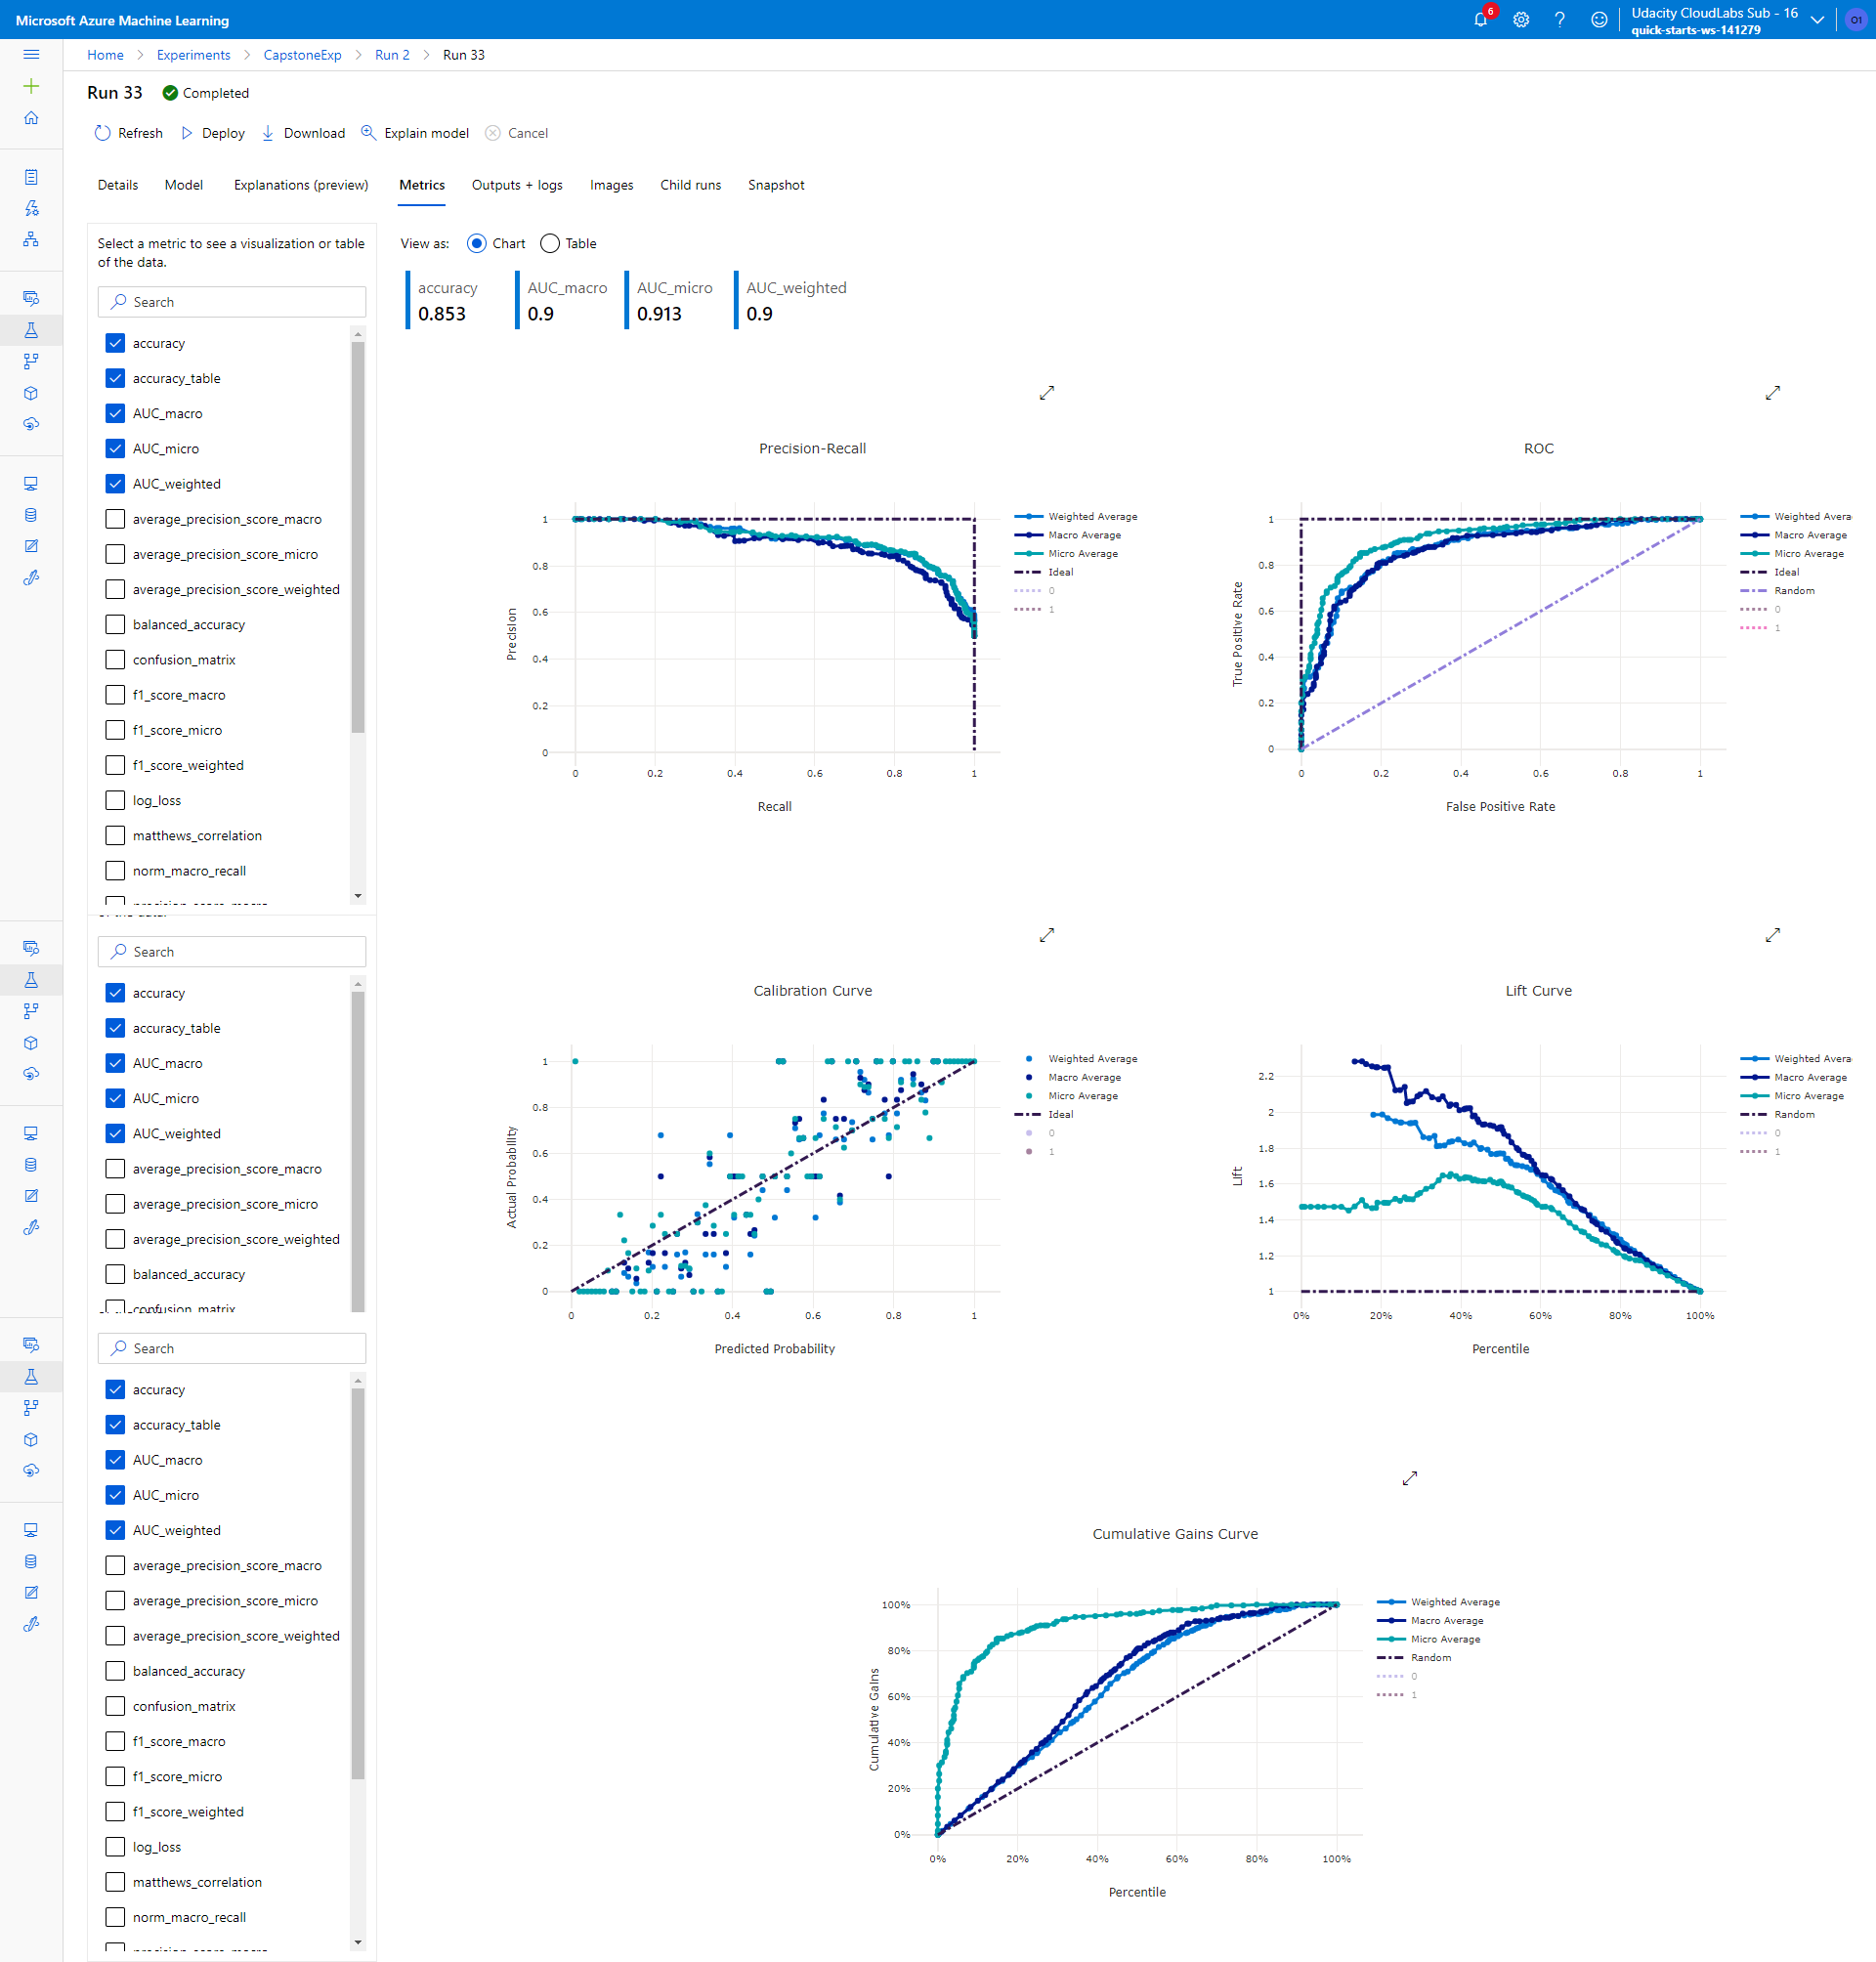 Microsoft Azure Machine Learning
6
Udacity CloudLabs Sub - 16
quick-starts-ws-141279
O1
Home > Experiments > CapstoneExp > Run 2 > Run 33
Run 33 Completed
Refresh Deploy Download Explain model Cancel
Details Model Explanations (preview) Metrics Outputs + logs Images Child runs Snapshot
Select a metric to see a visualization or table
of the data.
Search
accuracy
accuracy_table
AUC_macro
AUC_micro
AUC_weighted
average_precision_score_macro
average_precision_score_micro
average_precision_score_weighted
balanced_accuracy
confusion_matrix
f1_score_macro
f1_score_micro
f1_score_weighted
log_loss
matthews_correlation
norm_macro_recall
precision_score_macro
of the data.
Search
accuracy
accuracy_table
AUC_macro
AUC_micro
AUC_weighted
average_precision_score_macro
average_precision_score_micro
average_precision_score_weighted
balanced_accuracy
confusion_matrix
Search
accuracy
accuracy_table
AUC_macro
AUC_micro
AUC_weighted
average_precision_score_macro
average_precision_score_micro
average_precision_score_weighted
balanced_accuracy
confusion_matrix
f1_score_macro
f1_score_micro
f1_score_weighted
log_loss
matthews_correlation
norm_macro_recall
precision_score_macro
View as: Chart Table
accuracy AUC_macro AUC_micro AUC_weighted
0.853 0.9 0.913 0.9
Precision-Recall
Precision
1
0.8
0.6
0.4
0.2
0
0 0.2 0.4 0.6 0.8 1
Recall
Weighted Average
Macro Average
Micro Average
Ideal
0
1
ROC
True Positive Rate
1
0.8
0.6
0.4
0.2
0
0 0.2 0.4 0.6 0.8 1
False Positive Rate
Weighted Avera
Macro Average
Micro Average
Ideal
Random
0
1
Calibration Curve
Actual Probability
1
0.8
0.6
0.4
0.2
0
0 0.2 0.4 0.6 0.8 1
Predicted Probability
Weighted Average
Macro Average
Micro Average
Ideal
0
1
Lift Curve
Lift
2.2
2
1.8
1.6
1.4
1.2
1
0% 20% 40% 60% 80% 100%
Percentile
Weighted Avera
Macro Average
Micro Average
Random
0
1
Cumulative Gains Curve
Cumulative Gains
100%
80%
60%
40%
20%
0%
0% 20% 40% 60% 80% 100%
Percentile
Weighted Average
Macro Average
Micro Average
Random
0
1